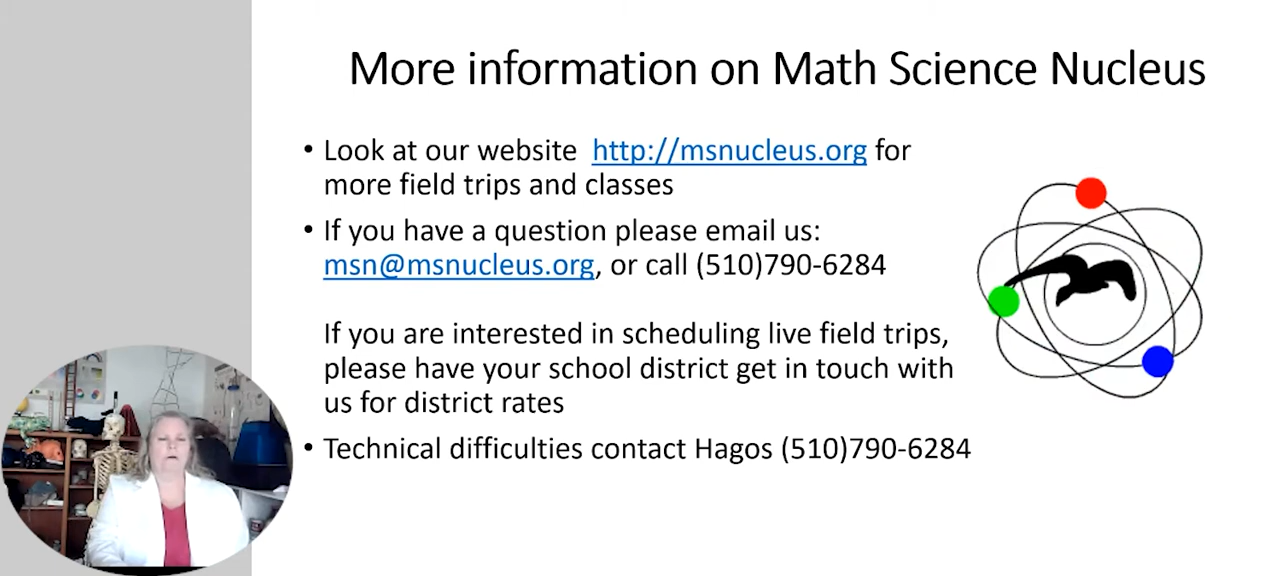 More information on Math Science Nucleus
• Look at our website http://msnucleus.org for
more field trips and classes
• If you have a question please email us:
msn@msnucleus.org, or call (510)790-6284
If you are interested in scheduling live field trips,
please have your school district get in touch with
us for district rates
• Technical difficulties contact Hagos (510)790-6284